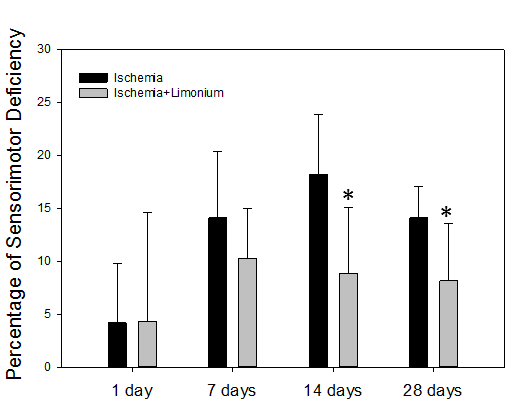 Percentage of Sensorimotor Deficiency
30
25
20
15
10
5
0
Ischemia
Ischemia+Limonium
*
*
1 day
7 days
14 days
28 days